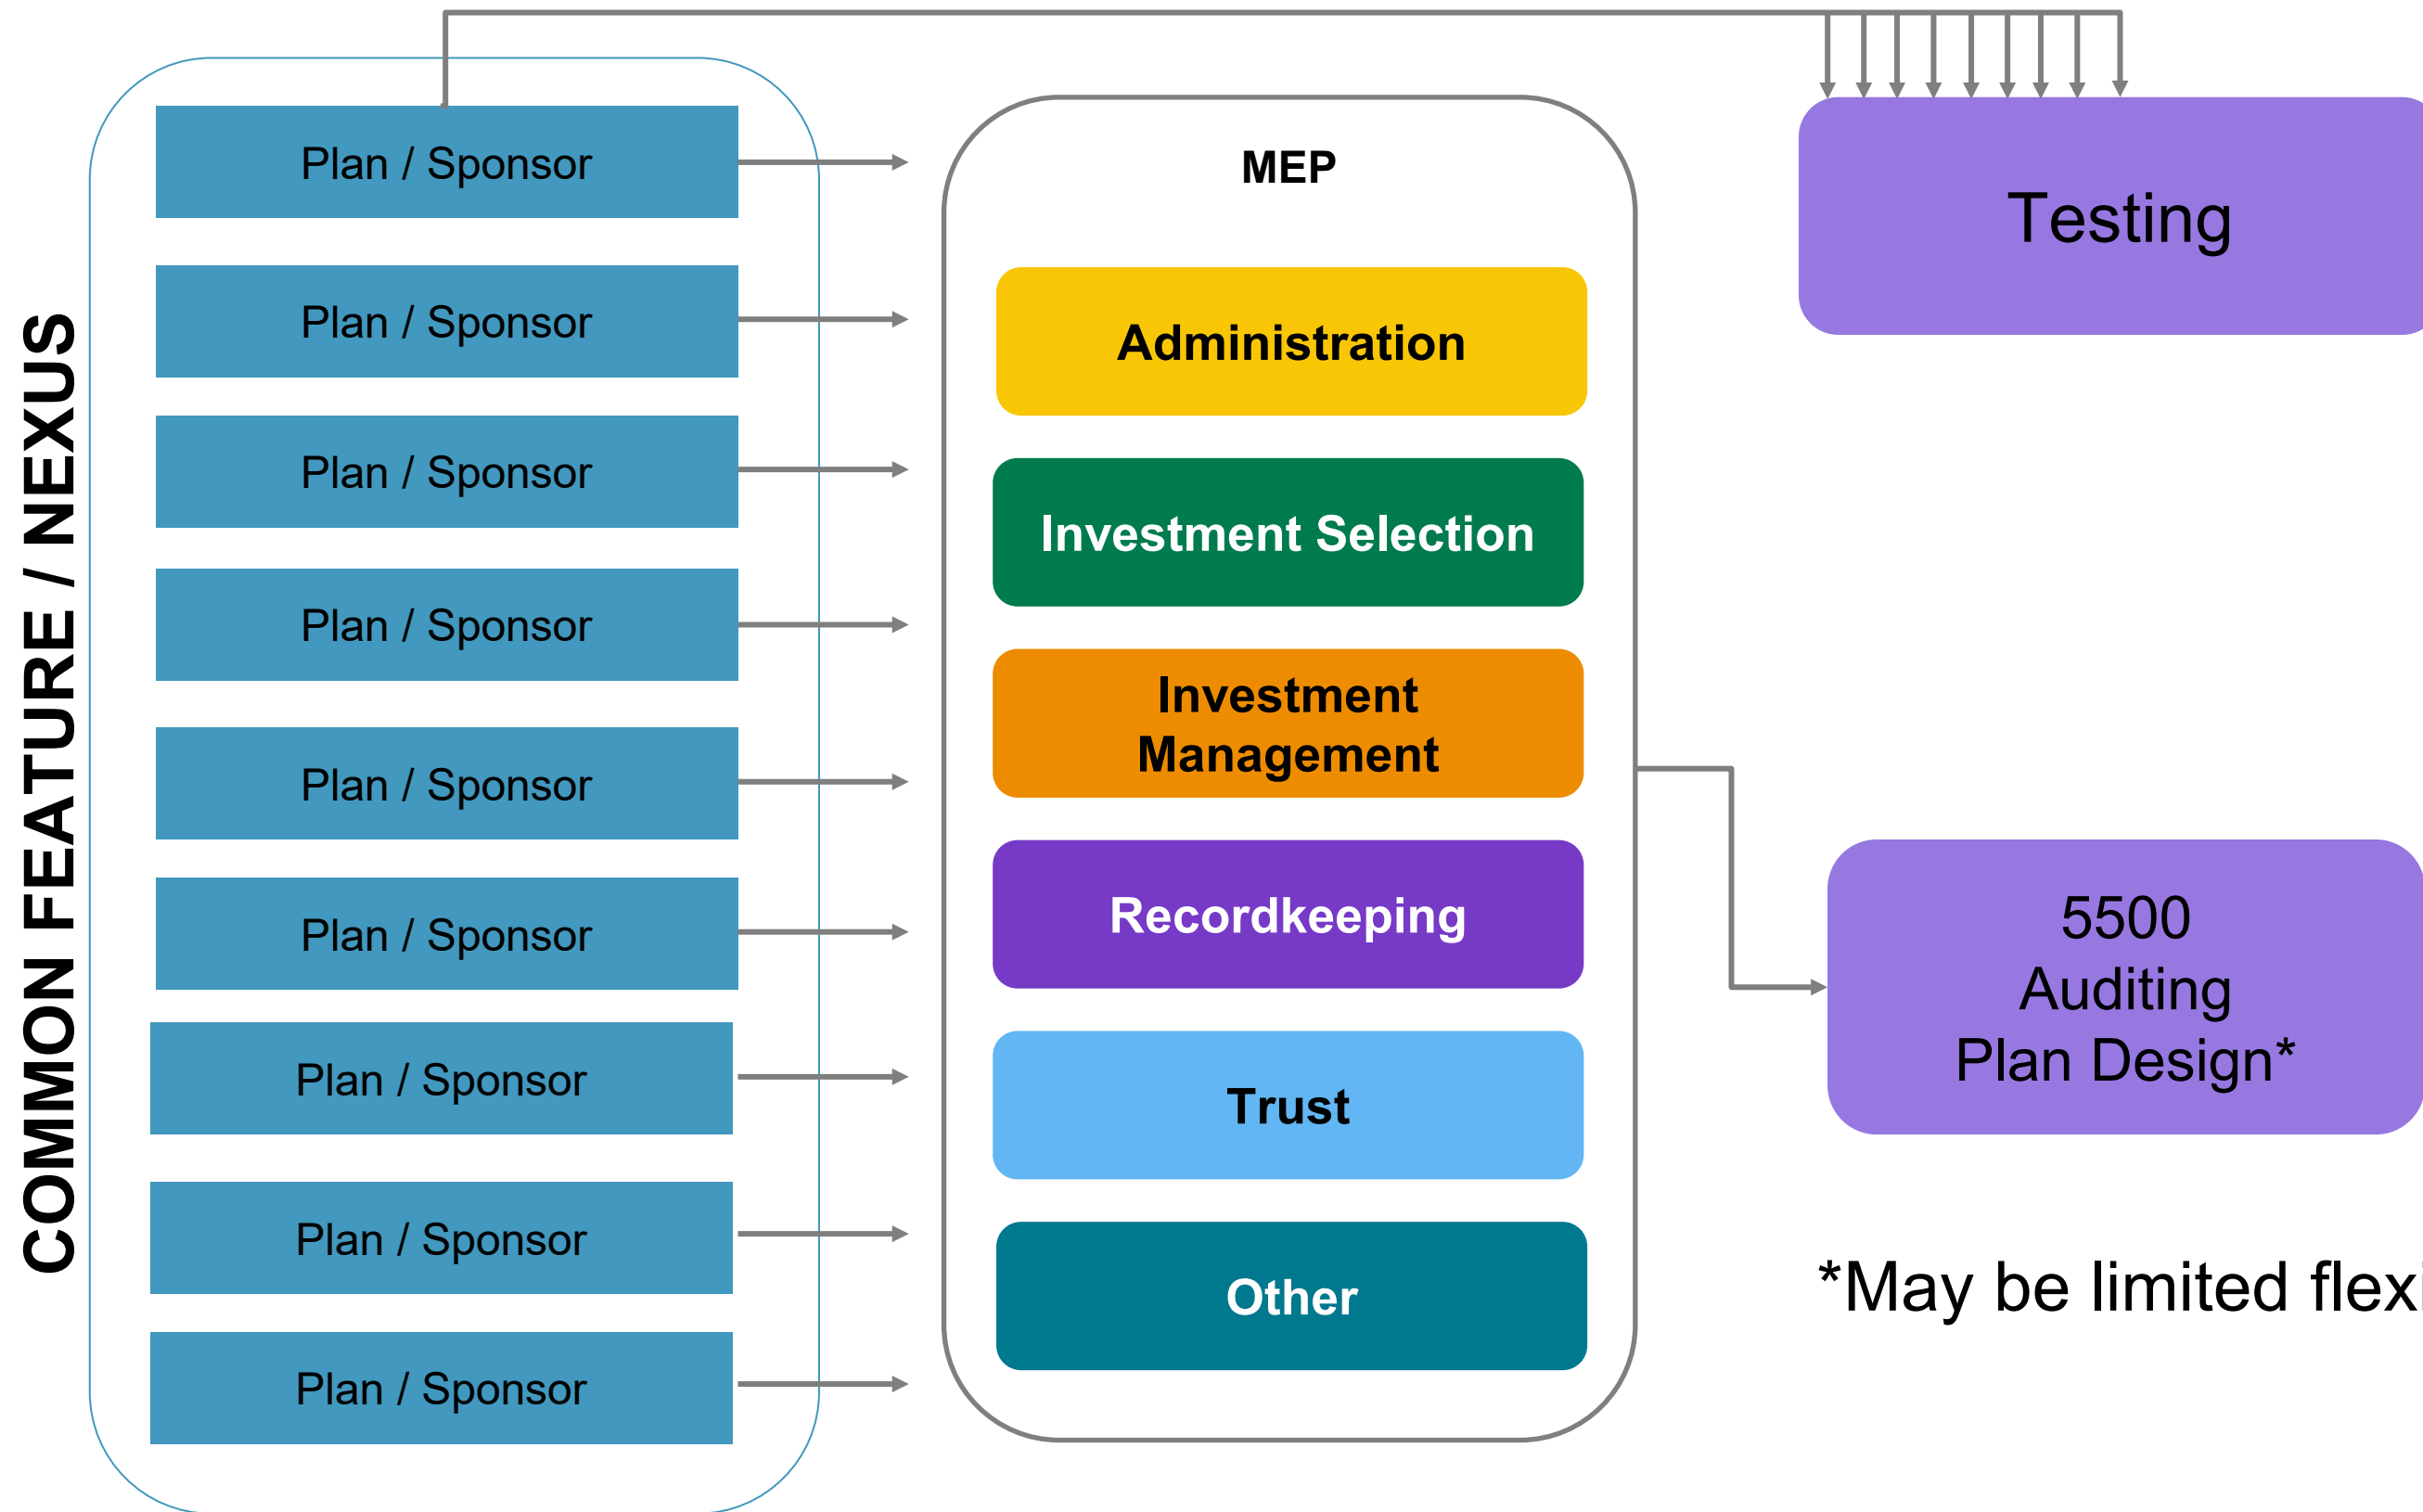 COMMON FEATURE / NEXUS
Plan / Sponsor
Plan / Sponsor
Plan / Sponsor
Plan / Sponsor
Plan / Sponsor
Plan / Sponsor
Plan / Sponsor
Plan / Sponsor
Plan / Sponsor
MEP
Administration
Investment Selection
Investment
Management
Recordkeeping
Trust
Other
Testing
5500
Auditing
Plan Design*
*May be limited